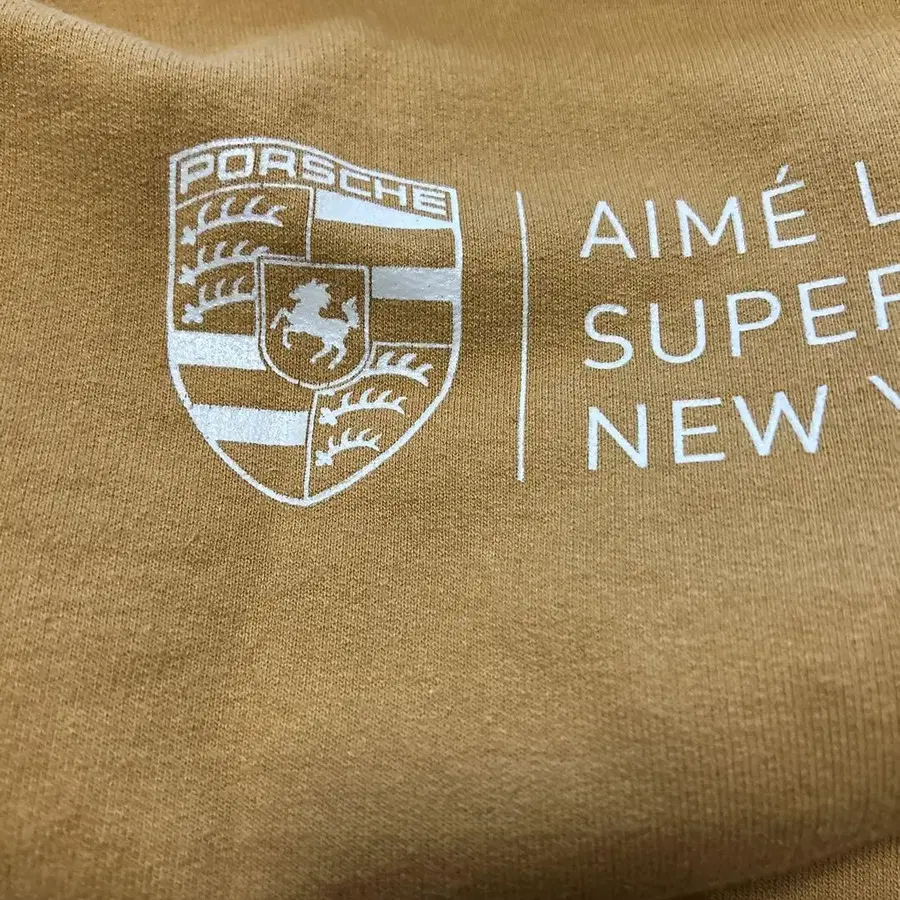 PORSCHE
AIMÉ L
SUPER
NEW Y